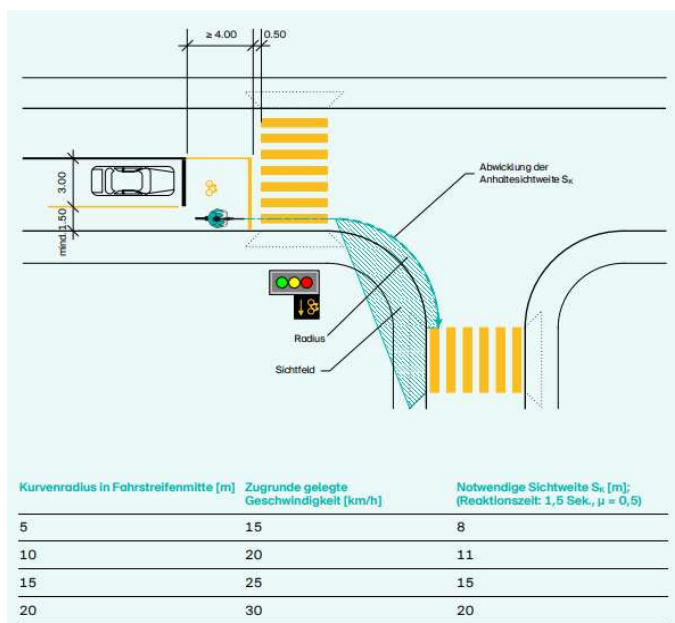 ≥ 4.00
0.50
3.00
mind. 1.50
Abwicklung der
Anhaltesichtweite Sₖ
Radius
Sichtfeld
Kurvenradius in Fahrstreifenmitte [m] Zugrunde gelegte Geschwindigkeit [km/h] Notwendige Sichtweite Sₖ [m]; (Reaktionszeit: 1,5 Sek., µ = 0,5)
5 15 8
10 20 11
15 25 15
20 30 20